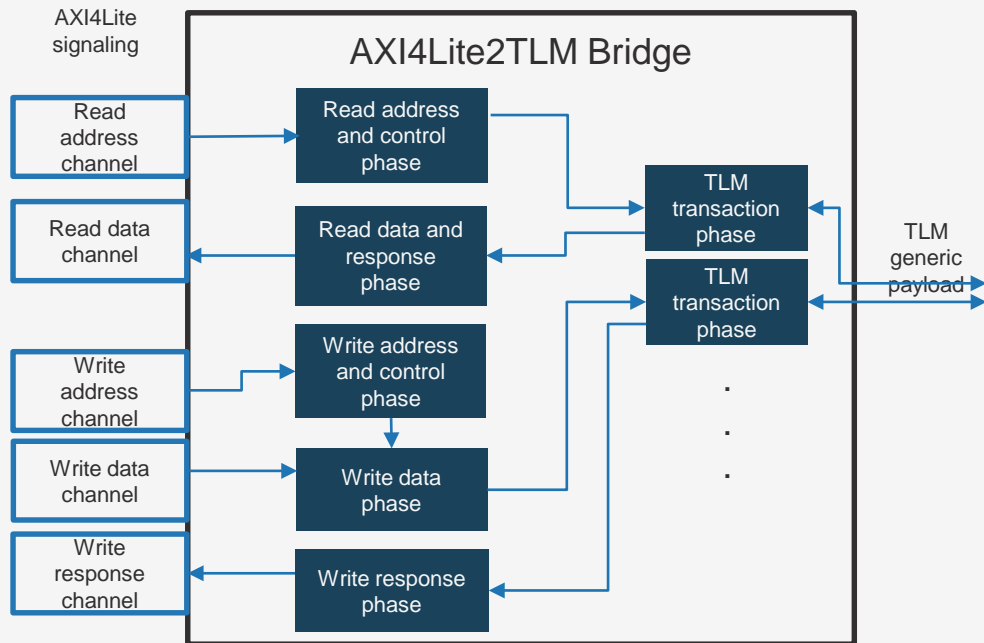 AXI4Lite
signaling
AXI4Lite2TLM Bridge
Read
address
channel
Read address
and control
phase
TLM
transaction
phase
Read data
channel
Read data and
response
phase
TLM
generic
payload
TLM
transaction
phase
Write
address
channel
Write address
and control
phase
.
.
.
Write data
channel
Write data
phase
Write
response
channel
Write response
phase